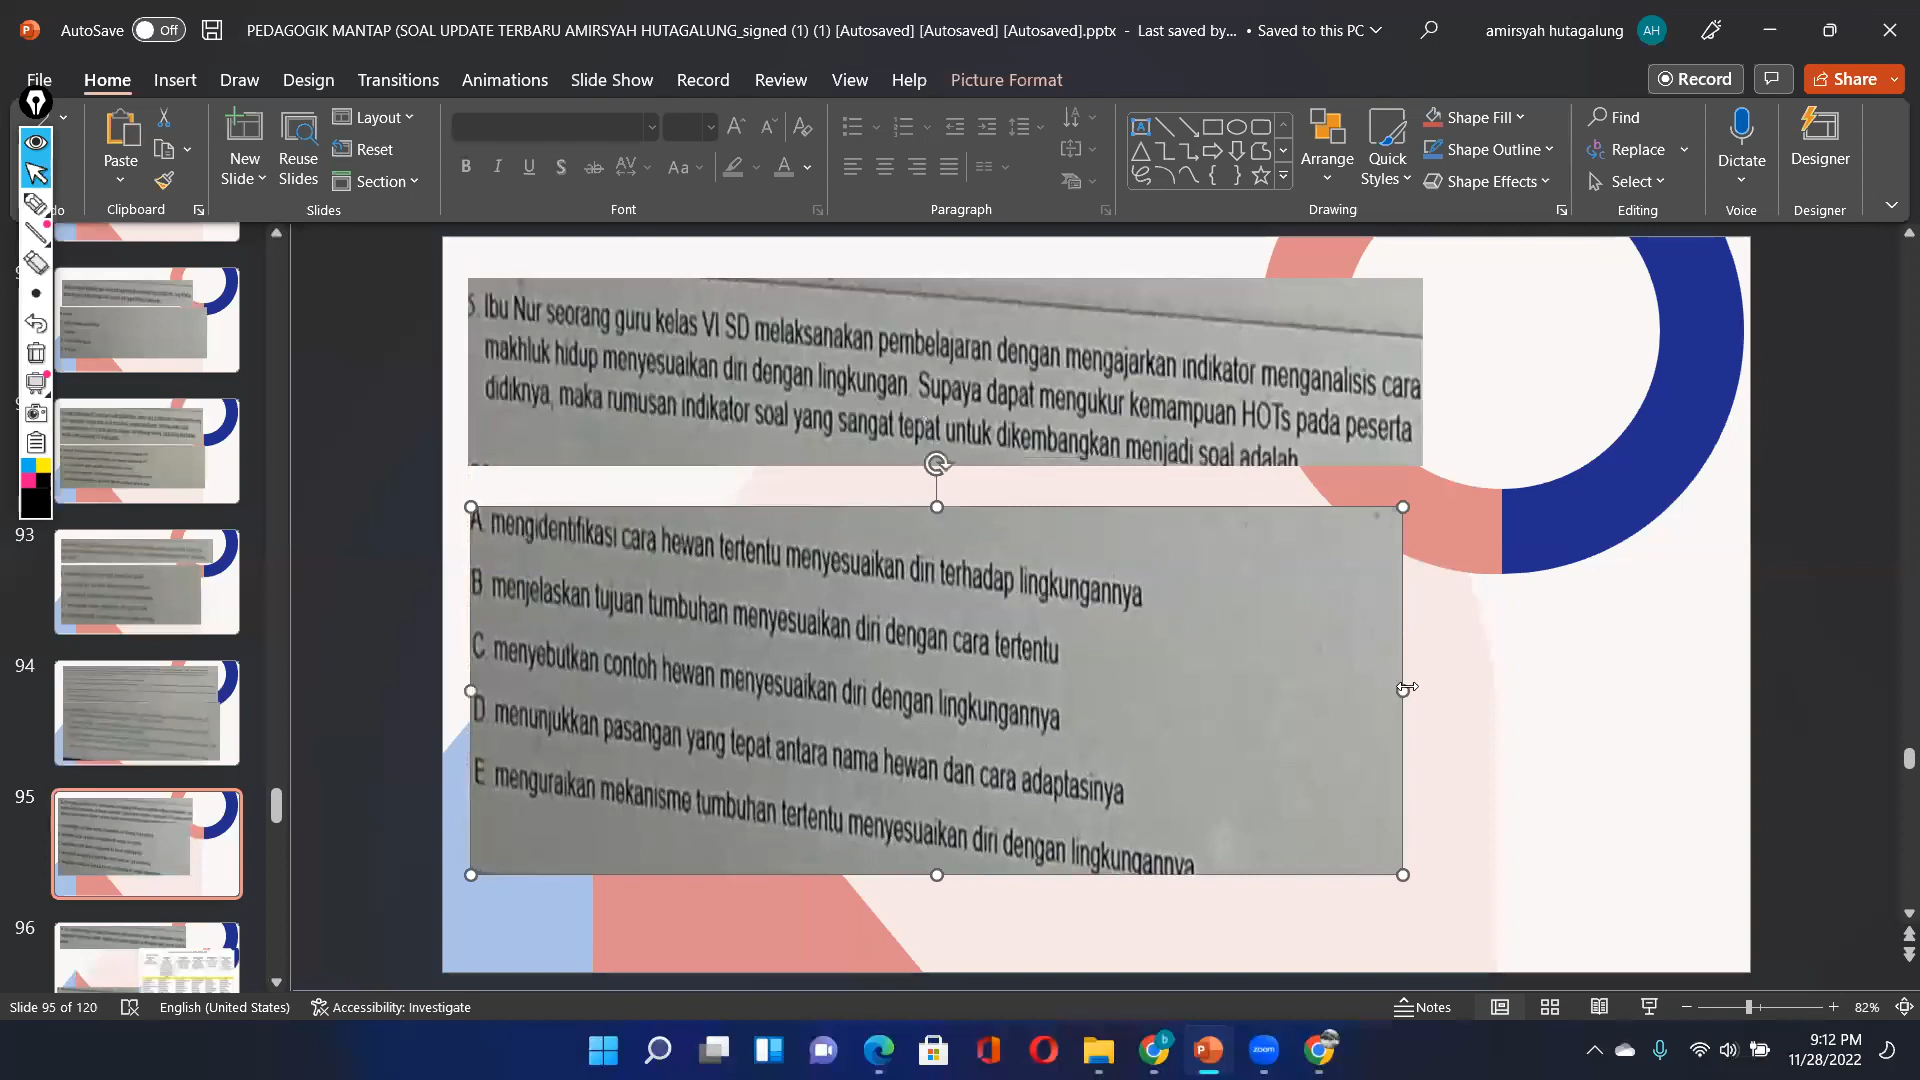 AutoSave Off PEDAGOGIK MANTAP (SOAL UPDATE TERBARU AMIRSYAH HUTAGALUNG_signed (1) (1) [Autosaved] [Autosaved] [Autosaved].pptx - Last saved by... • Saved to this PC amirsyah hutagalung AH
File Home Insert Draw Design Transitions Animations Slide Show Record Review View Help Picture Format Record Share
Paste
New Slide
Reuse Slides
Layout
Reset
Section
Arrange
Quick Styles
Shape Fill
Shape Outline
Shape Effects
Find
Replace
Select
Dictate
Designer
Clipboard Slides Font Paragraph Drawing Editing Voice Designer
5. Ibu Nur seorang guru kelas VI SD melaksanakan pembelajaran dengan mengajarkan indikator menganalisis cara
makhluk hidup menyesuaikan diri dengan lingkungan. Supaya dapat mengukur kemampuan HOTs pada peserta
didiknya, maka rumusan indikator soal yang sangat tepat untuk dikembangkan menjadi soal adalah
A. mengidentifikasi cara hewan tertentu menyesuaikan diri terhadap lingkungannya
B. menjelaskan tujuan tumbuhan menyesuaikan diri dengan cara tertentu
C. menyebutkan contoh hewan menyesuaikan diri dengan lingkungannya
D. menunjukkan pasangan yang tepat antara nama hewan dan cara adaptasinya
E. menguraikan mekanisme tumbuhan tertentu menyesuaikan diri dengan lingkungannya
93
94
95
96
Slide 95 of 120 English (United States) Accessibility: Investigate Notes 82%
zoom
9:12 PM
11/28/2022